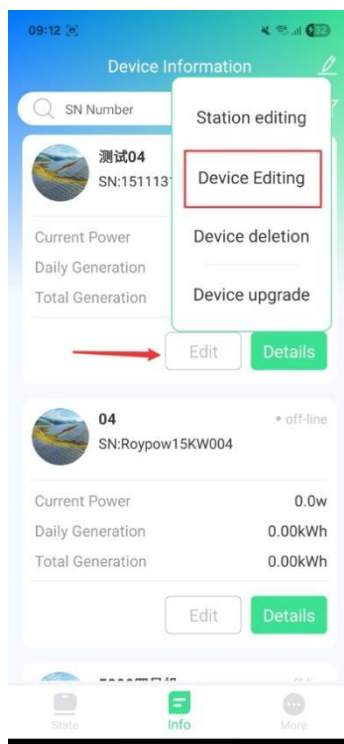 09:12
32
Device Information
SN Number
Station editing
Device Editing
Device deletion
Device upgrade
测试04
SN:1511131
Current Power
Daily Generation
Total Generation
Edit
Details
04
off-line
SN:Roypow15KW004
Current Power
0.0w
Daily Generation
0.00kWh
Total Generation
0.00kWh
Edit
Details
State
Info
More